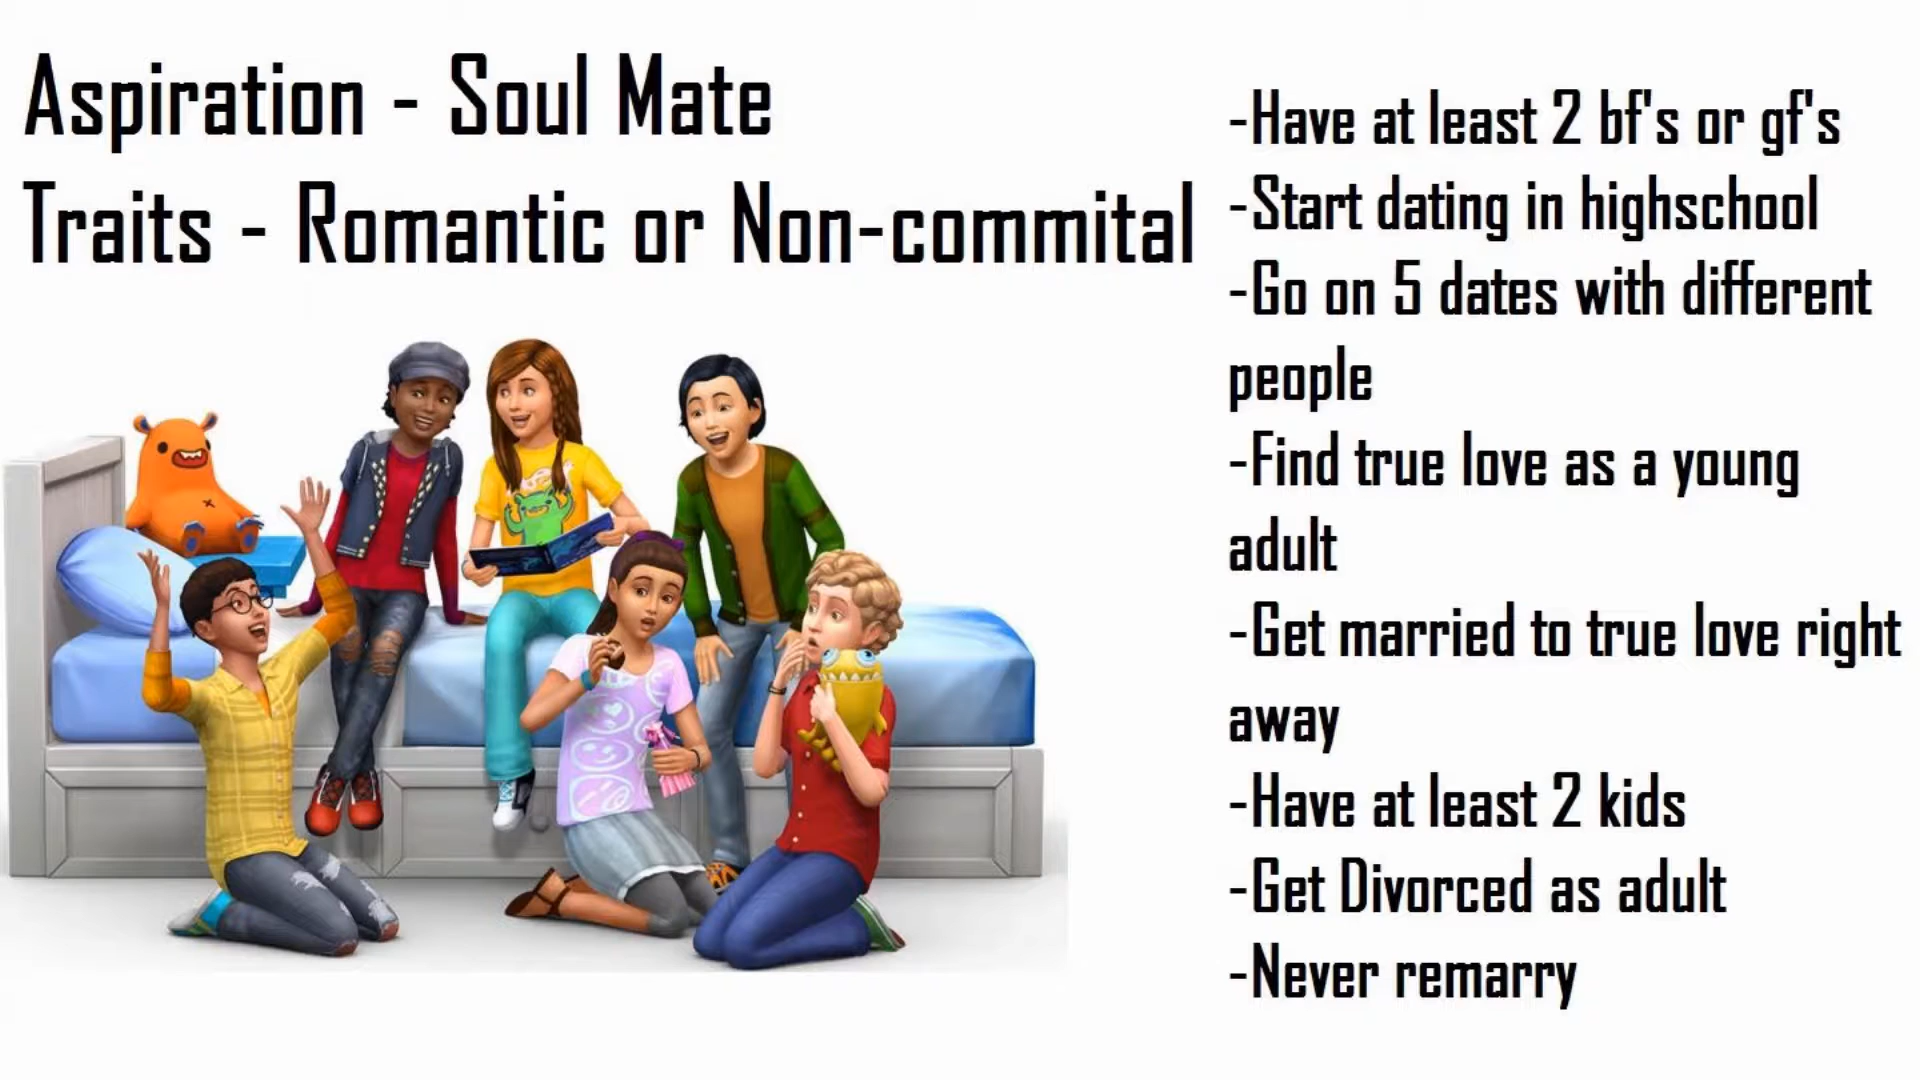 Aspiration - Soul Mate
Traits - Romantic or Non-commital
-Have at least 2 bf's or gf's
-Start dating in highschool
-Go on 5 dates with different
people
-Find true love as a young
adult
-Get married to true love right
away
-Have at least 2 kids
-Get Divorced as adult
-Never remarry